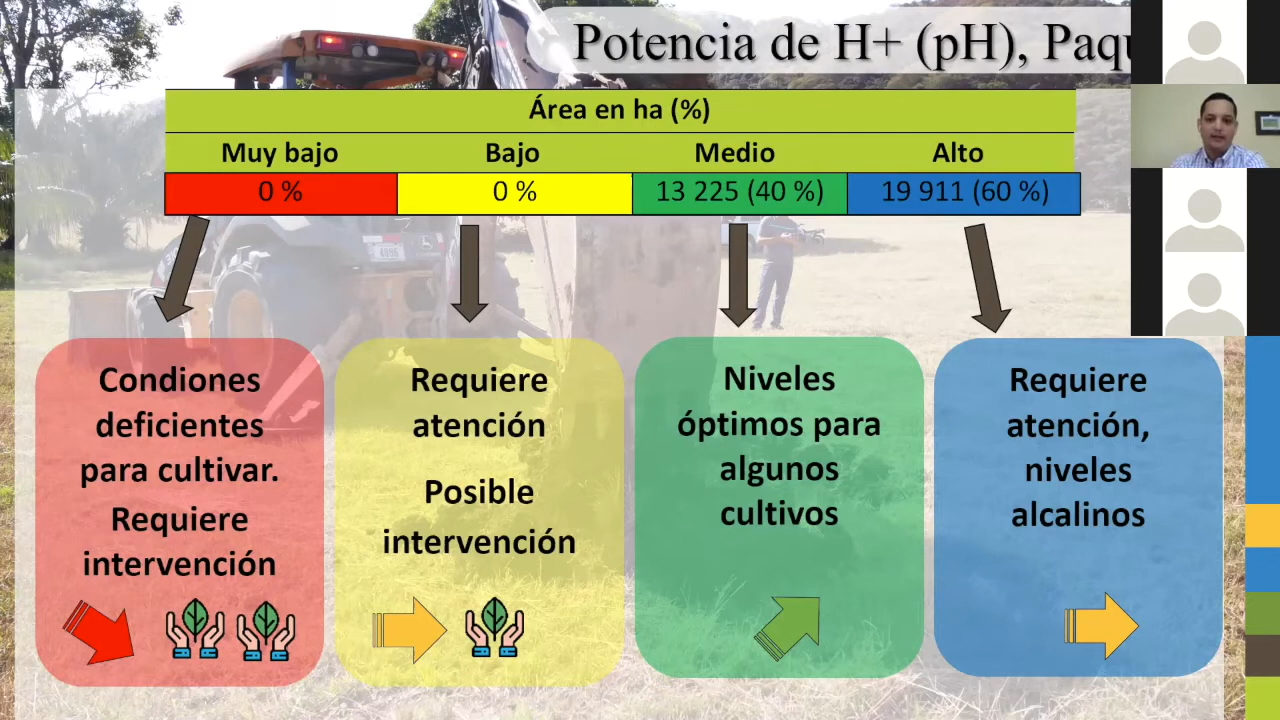 Potencia de H+ (pH),
Área en ha (%)
Muy bajo Bajo Medio Alto
0 % 0 % 13 225 (40 %) 19 911 (60 %)
Condiones
deficientes
para cultivar.
Requiere
intervención
Requiere
atención
Posible
intervención
Niveles
óptimos para
algunos
cultivos
Requiere
atención,
niveles
alcalinos